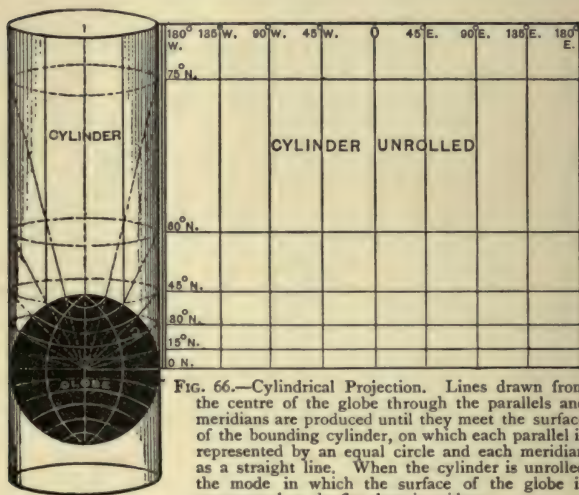 180° 135°W. 90°W. 45°W. 0 45°E. 90°E. 135°E. 180°
W. E.
75°N.
CYLINDER
CYLINDER UNROLLED
60°N.
45°N.
30°N.
15°N.
0 N.
GLOBE
FIG. 66.—Cylindrical Projection. Lines drawn from
the centre of the globe through the parallels and
meridians are produced until they meet the surfac
of the bounding cylinder, on which each parallel i
represented by an equal circle and each meridian
as a straight line. When the cylinder is unrolled
the mode in which the surface of the globe i